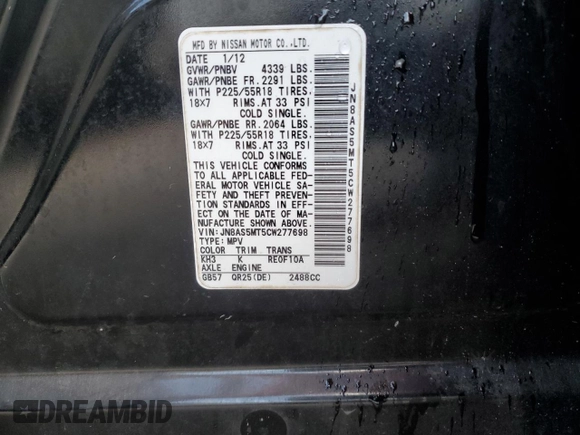 MFD BY NISSAN MOTOR CO.,LTD.
DATE 1/12
GVWR/PNBV 4339 LBS.
GAWR/PNBE FR. 2291 LBS.
WITH P225/55R18 TIRES,
18X7 RIMS, AT 33 PSI
COLD SINGLE.
GAWR/PNBE RR. 2064 LBS.
WITH P225/55R18 TIRES,
18X7 RIMS, AT 33 PSI
COLD SINGLE.
THIS VEHICLE CONFORMS
TO ALL APPLICABLE FED-
ERAL MOTOR VEHICLE SA-
FETY AND THEFT PREVEN-
TION STANDARDS IN EFF-
ECT ON THE DATE OF MA-
NUFACTURE SHOWN ABOVE.
VIN: JN8AS5MT5CW277698
TYPE: MPV
COLOR TRIM TRANS
KH3 K RE0F10A
AXLE ENGINE
GB57 QR25(DE) 2488CC
JN8AS5MT5CW277698
DREAMBID